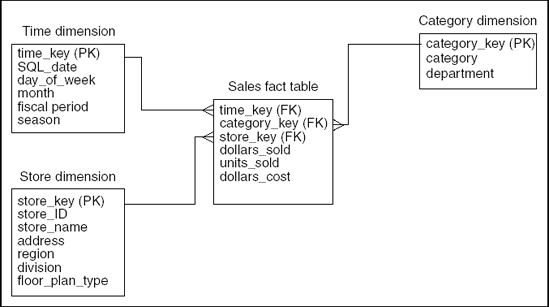 Time dimension
time_key (PK)
SQL_date
day_of_week
month
fiscal period
season
Category dimension
category_key (PK)
category
department
Sales fact table
time_key (FK)
category_key (FK)
store_key (FK)
dollars_sold
units_sold
dollars_cost
Store dimension
store_key (PK)
store_ID
store_name
address
region
division
floor_plan_type